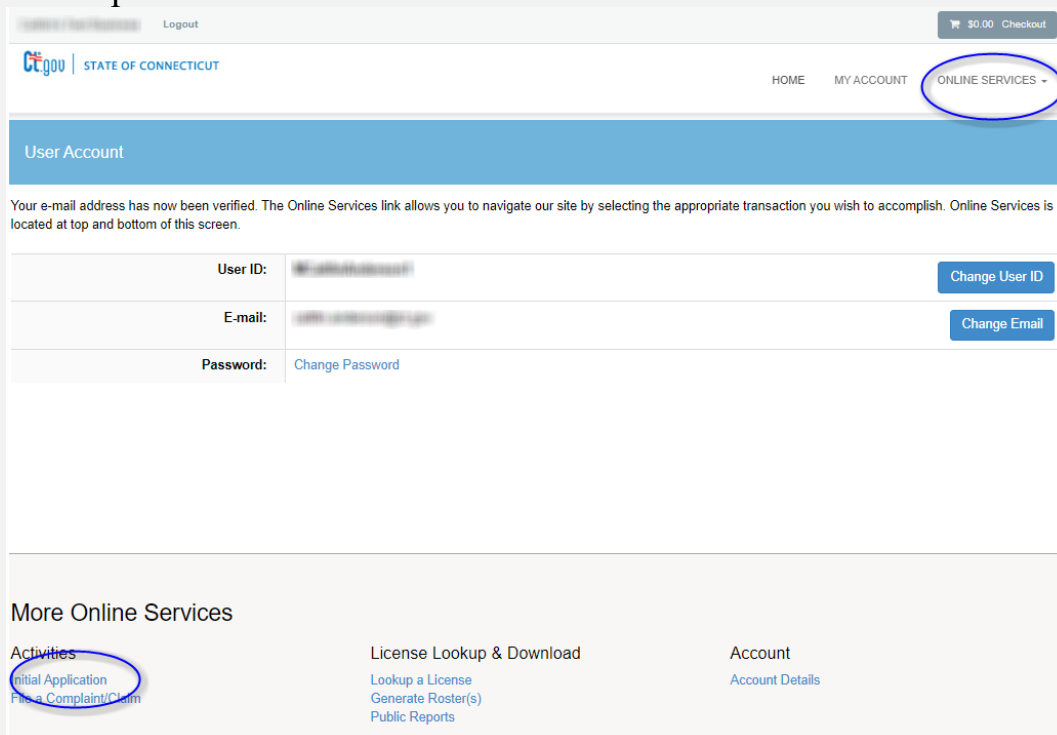 Logout
$0.00 Checkout
Ct.gov STATE OF CONNECTICUT
HOME MY ACCOUNT ONLINE SERVICES
User Account
Your e-mail address has now been verified. The Online Services link allows you to navigate our site by selecting the appropriate transaction you wish to accomplish. Online Services is
located at top and bottom of this screen.
User ID:
Change User ID
E-mail:
Change Email
Password: Change Password
More Online Services
Activities
Initial Application
File a Complaint/Claim
License Lookup & Download
Lookup a License
Generate Roster(s)
Public Reports
Account
Account Details